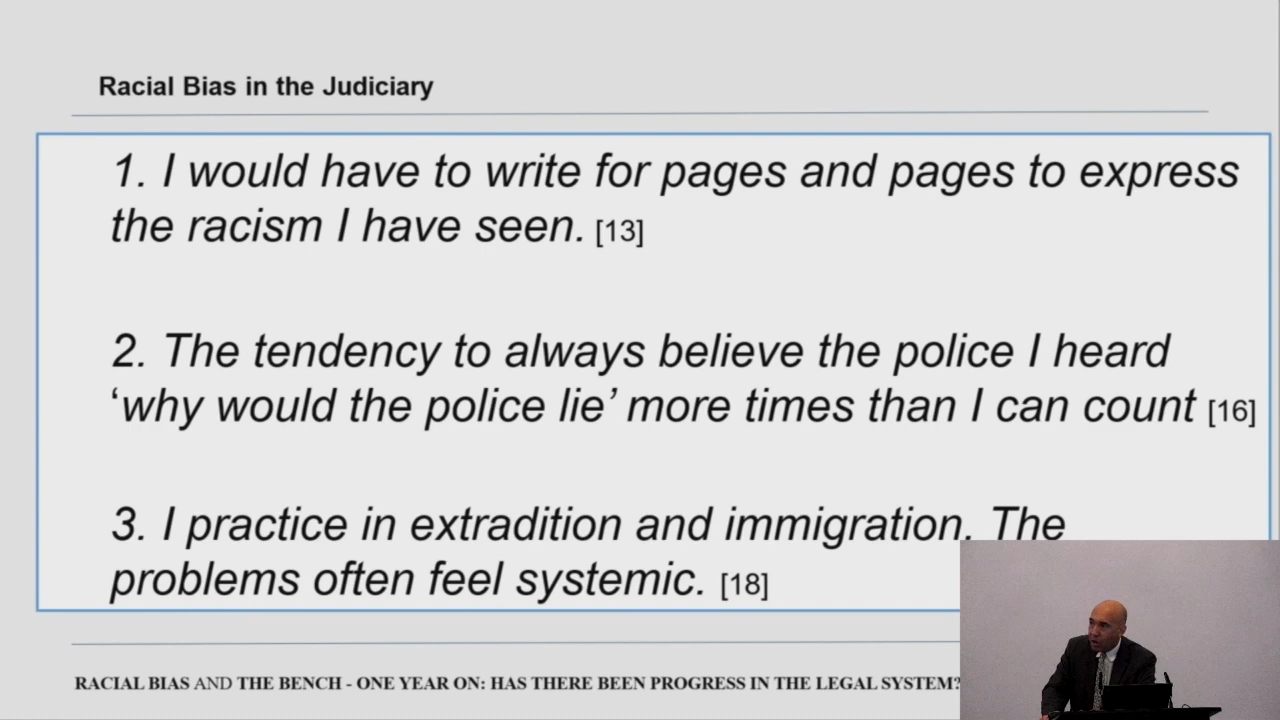 Racial Bias in the Judiciary
1. I would have to write for pages and pages to express
the racism I have seen. [13]
2. The tendency to always believe the police I heard
‘why would the police lie’ more times than I can count [16]
3. I practice in extradition and immigration. The
problems often feel systemic. [18]
RACIAL BIAS AND THE BENCH - ONE YEAR ON: HAS THERE BEEN PROGRESS IN THE LEGAL SYSTEM?